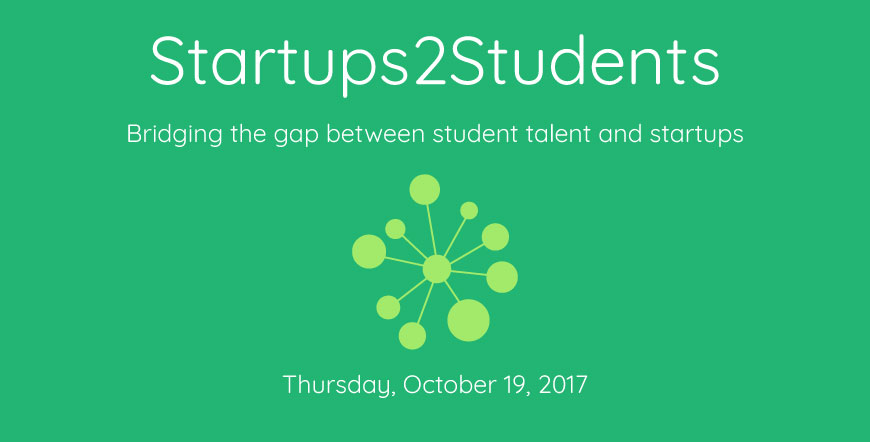 Startups2Students
Bridging the gap between student talent and startups
Thursday, October 19, 2017